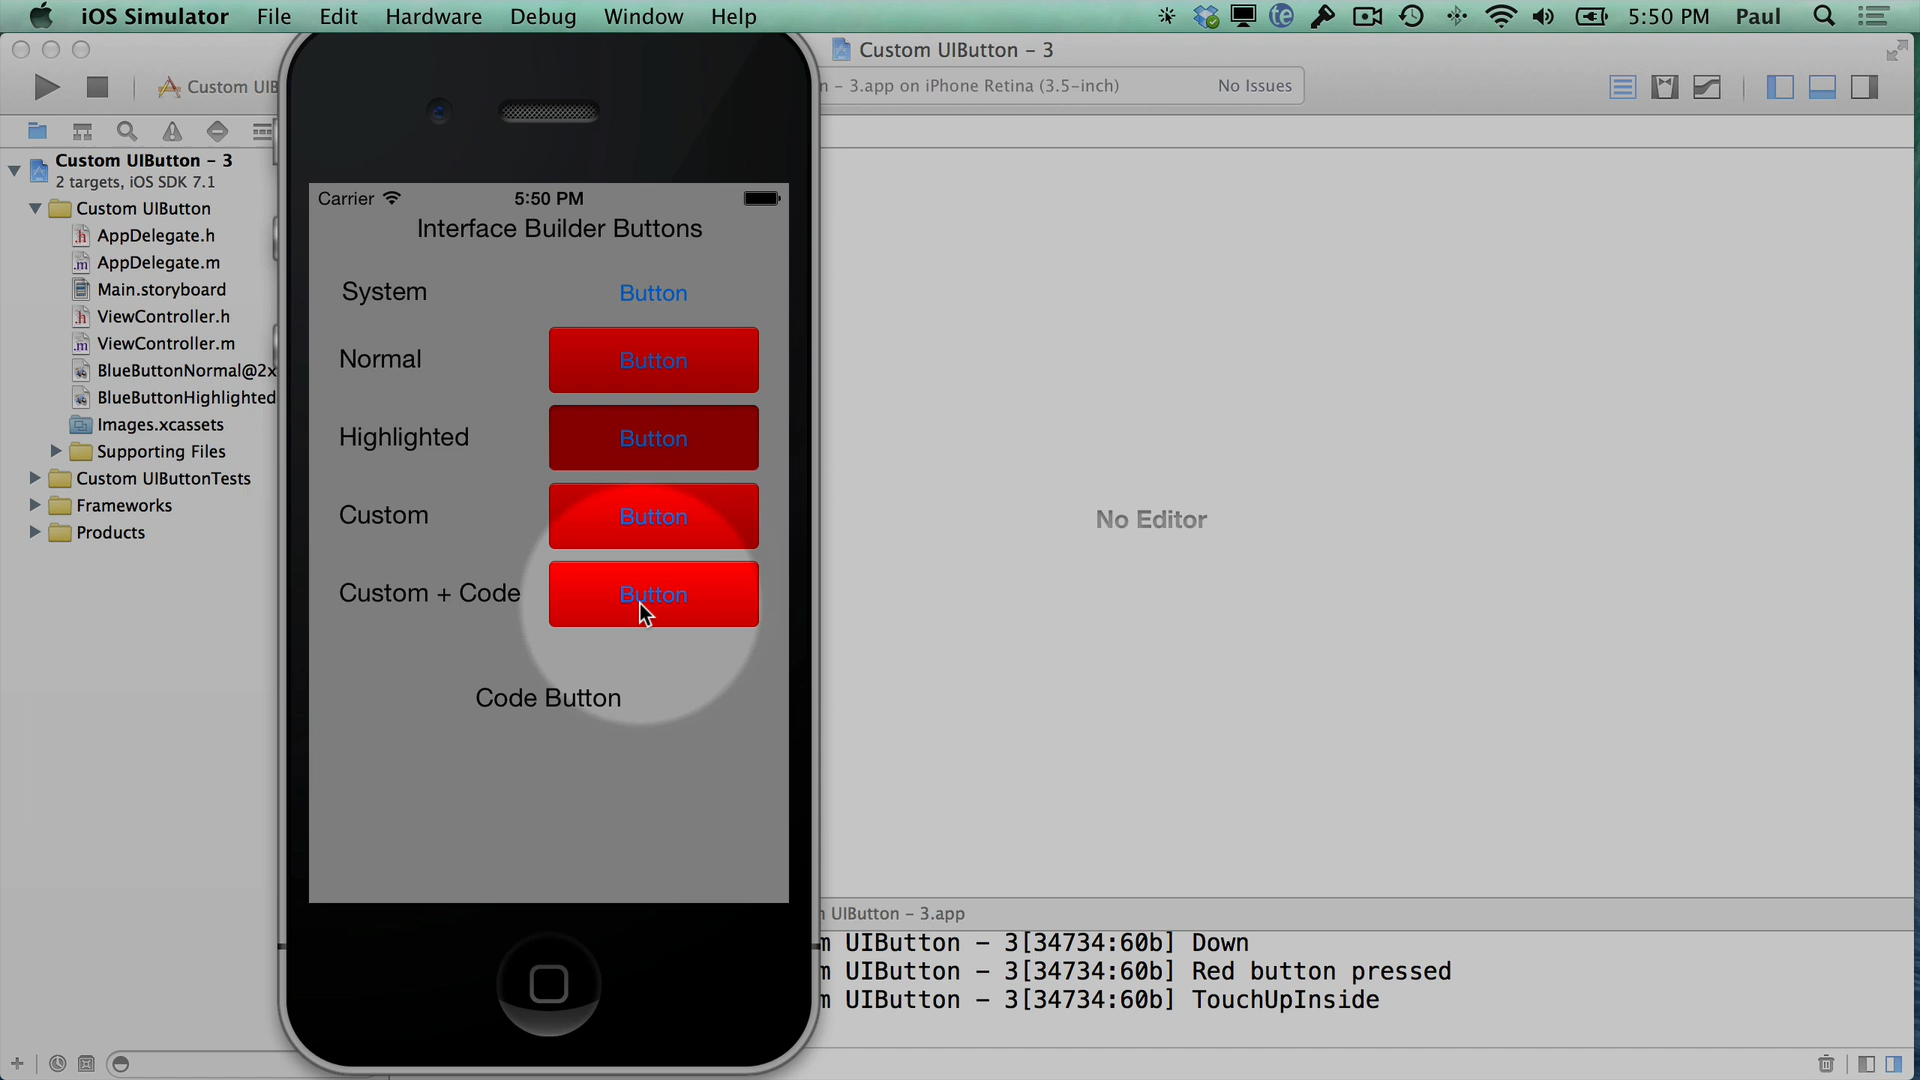 iOS Simulator File Edit Hardware Debug Window Help 5:50 PM Paul
Custom UIButton – 3
Custom UIB
n – 3.app on iPhone Retina (3.5-inch) No Issues
Custom UIButton – 3
2 targets, iOS SDK 7.1
Custom UIButton
AppDelegate.h
AppDelegate.m
Main.storyboard
ViewController.h
ViewController.m
BlueButtonNormal@2x
BlueButtonHighlighted
Images.xcassets
Supporting Files
Custom UIButtonTests
Frameworks
Products
Carrier 5:50 PM
Interface Builder Buttons
System Button
Normal Button
Highlighted Button
Custom Button
Custom + Code Button
Code Button
No Editor
UIButton – 3.app
m UIButton – 3[34734:60b] Down
m UIButton – 3[34734:60b] Red button pressed
m UIButton – 3[34734:60b] TouchUpInside